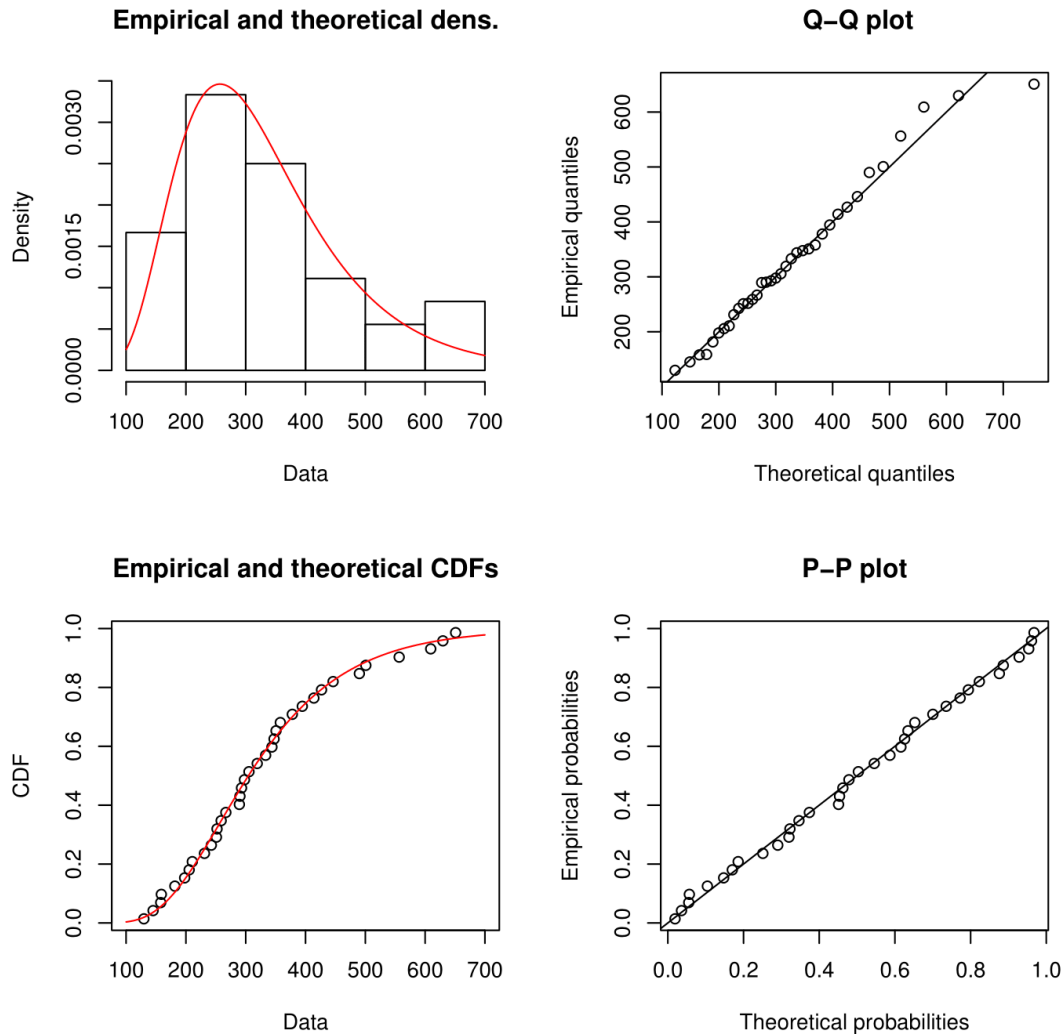 Empirical and theoretical dens.
Density
0.0000
0.0015
0.0030
100 200 300 400 500 600 700
Data
Q−Q plot
Empirical quantiles
200 300 400 500 600
100 200 300 400 500 600 700
Theoretical quantiles
Empirical and theoretical CDFs
CDF
0.0 0.2 0.4 0.6 0.8 1.0
100 200 300 400 500 600 700
Data
P−P plot
Empirical probabilities
0.0 0.2 0.4 0.6 0.8 1.0
0.0 0.2 0.4 0.6 0.8 1.0
Theoretical probabilities